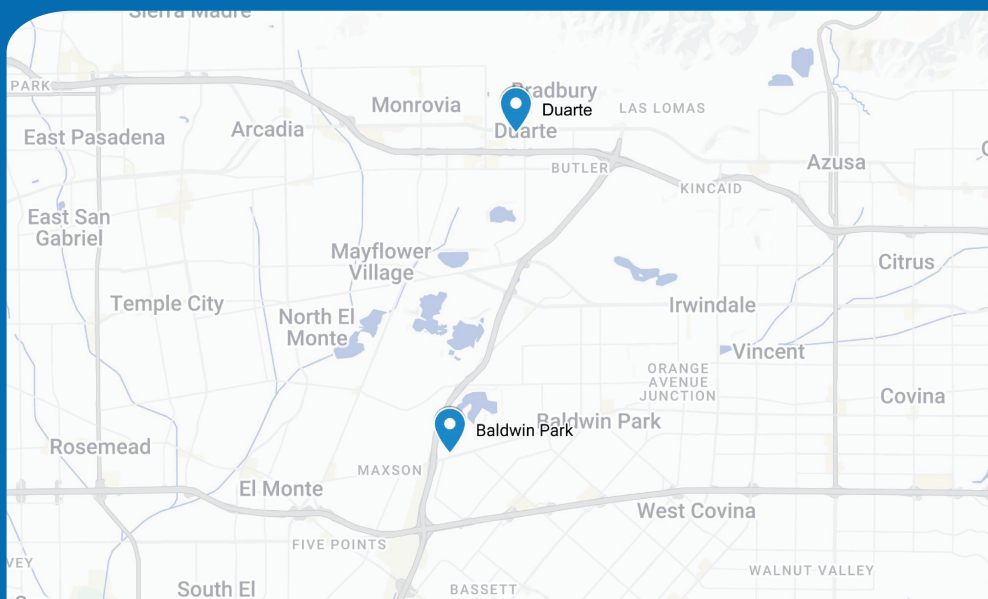 Sierra Madre
PARK
Monrovia
Bradbury
Duarte
LAS LOMAS
East Pasadena
Arcadia
Duarte
Azusa
BUTLER
KINCAID
East San
Gabriel
Mayflower
Village
Citrus
Temple City
North El
Monte
Irwindale
Vincent
ORANGE
AVENUE
JUNCTION
Covina
Baldwin Park
Baldwin Park
Rosemead
MAXSON
El Monte
West Covina
FIVE POINTS
VEY
WALNUT VALLEY
South El
BASSETT